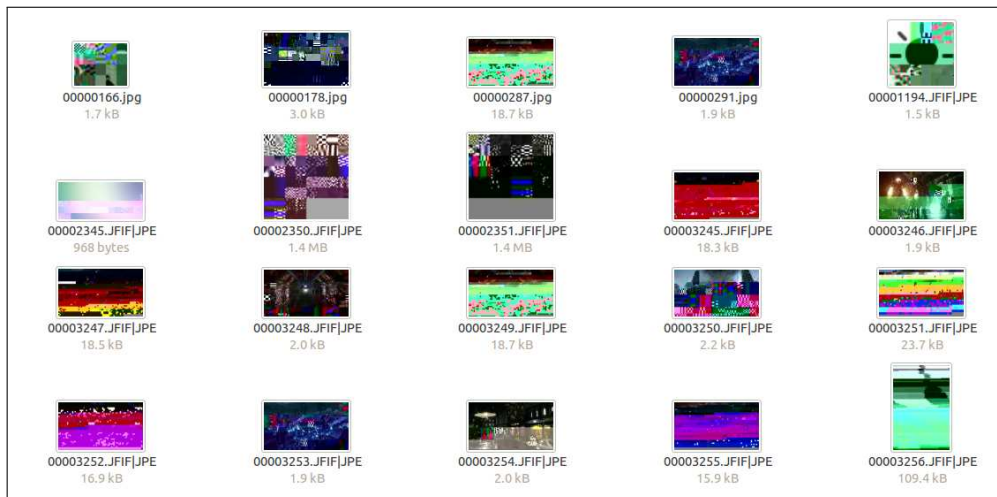 00000166.jpg
1.7 kB
00000178.jpg
3.0 kB
00000287.jpg
18.7 kB
00000291.jpg
1.9 kB
00001194.JFIF|JPE
1.5 kB
00002345.JFIF|JPE
968 bytes
00002350.JFIF|JPE
1.4 MB
00002351.JFIF|JPE
1.4 MB
00003245.JFIF|JPE
18.3 kB
00003246.JFIF|JPE
1.9 kB
00003247.JFIF|JPE
18.5 kB
00003248.JFIF|JPE
2.0 kB
00003249.JFIF|JPE
18.7 kB
00003250.JFIF|JPE
2.2 kB
00003251.JFIF|JPE
23.7 kB
00003252.JFIF|JPE
16.9 kB
00003253.JFIF|JPE
1.9 kB
00003254.JFIF|JPE
2.0 kB
00003255.JFIF|JPE
15.9 kB
00003256.JFIF|JPE
109.4 kB